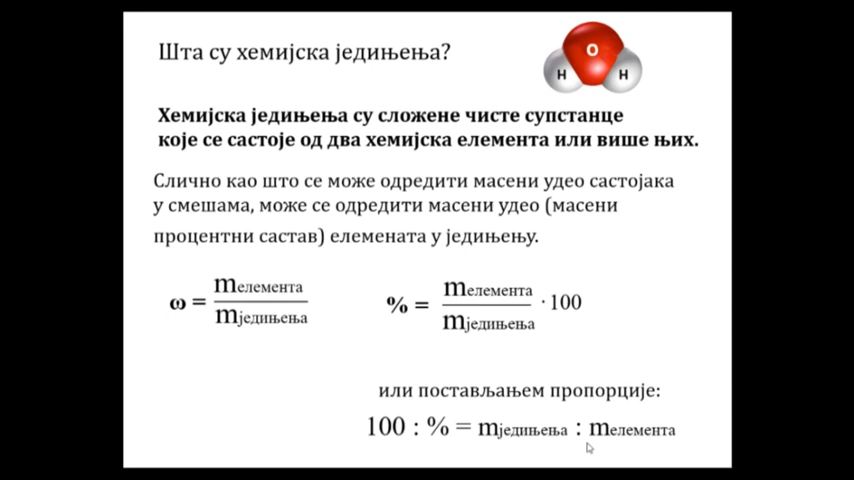 Шта су хемијска једињења?
O
H H
Хемијска једињења су сложене чисте супстанце
које се састоје од два хемијска елемента или више њих.
Слично као што се може одредити масени удео састојака
у смешама, може се одредити масени удео (масени
процентни састав) елемената у једињењу.
ω = mелемента / mједињења
% = mелемента / mједињења · 100
или постављањем пропорције:
100 : % = mједињења : mелемента